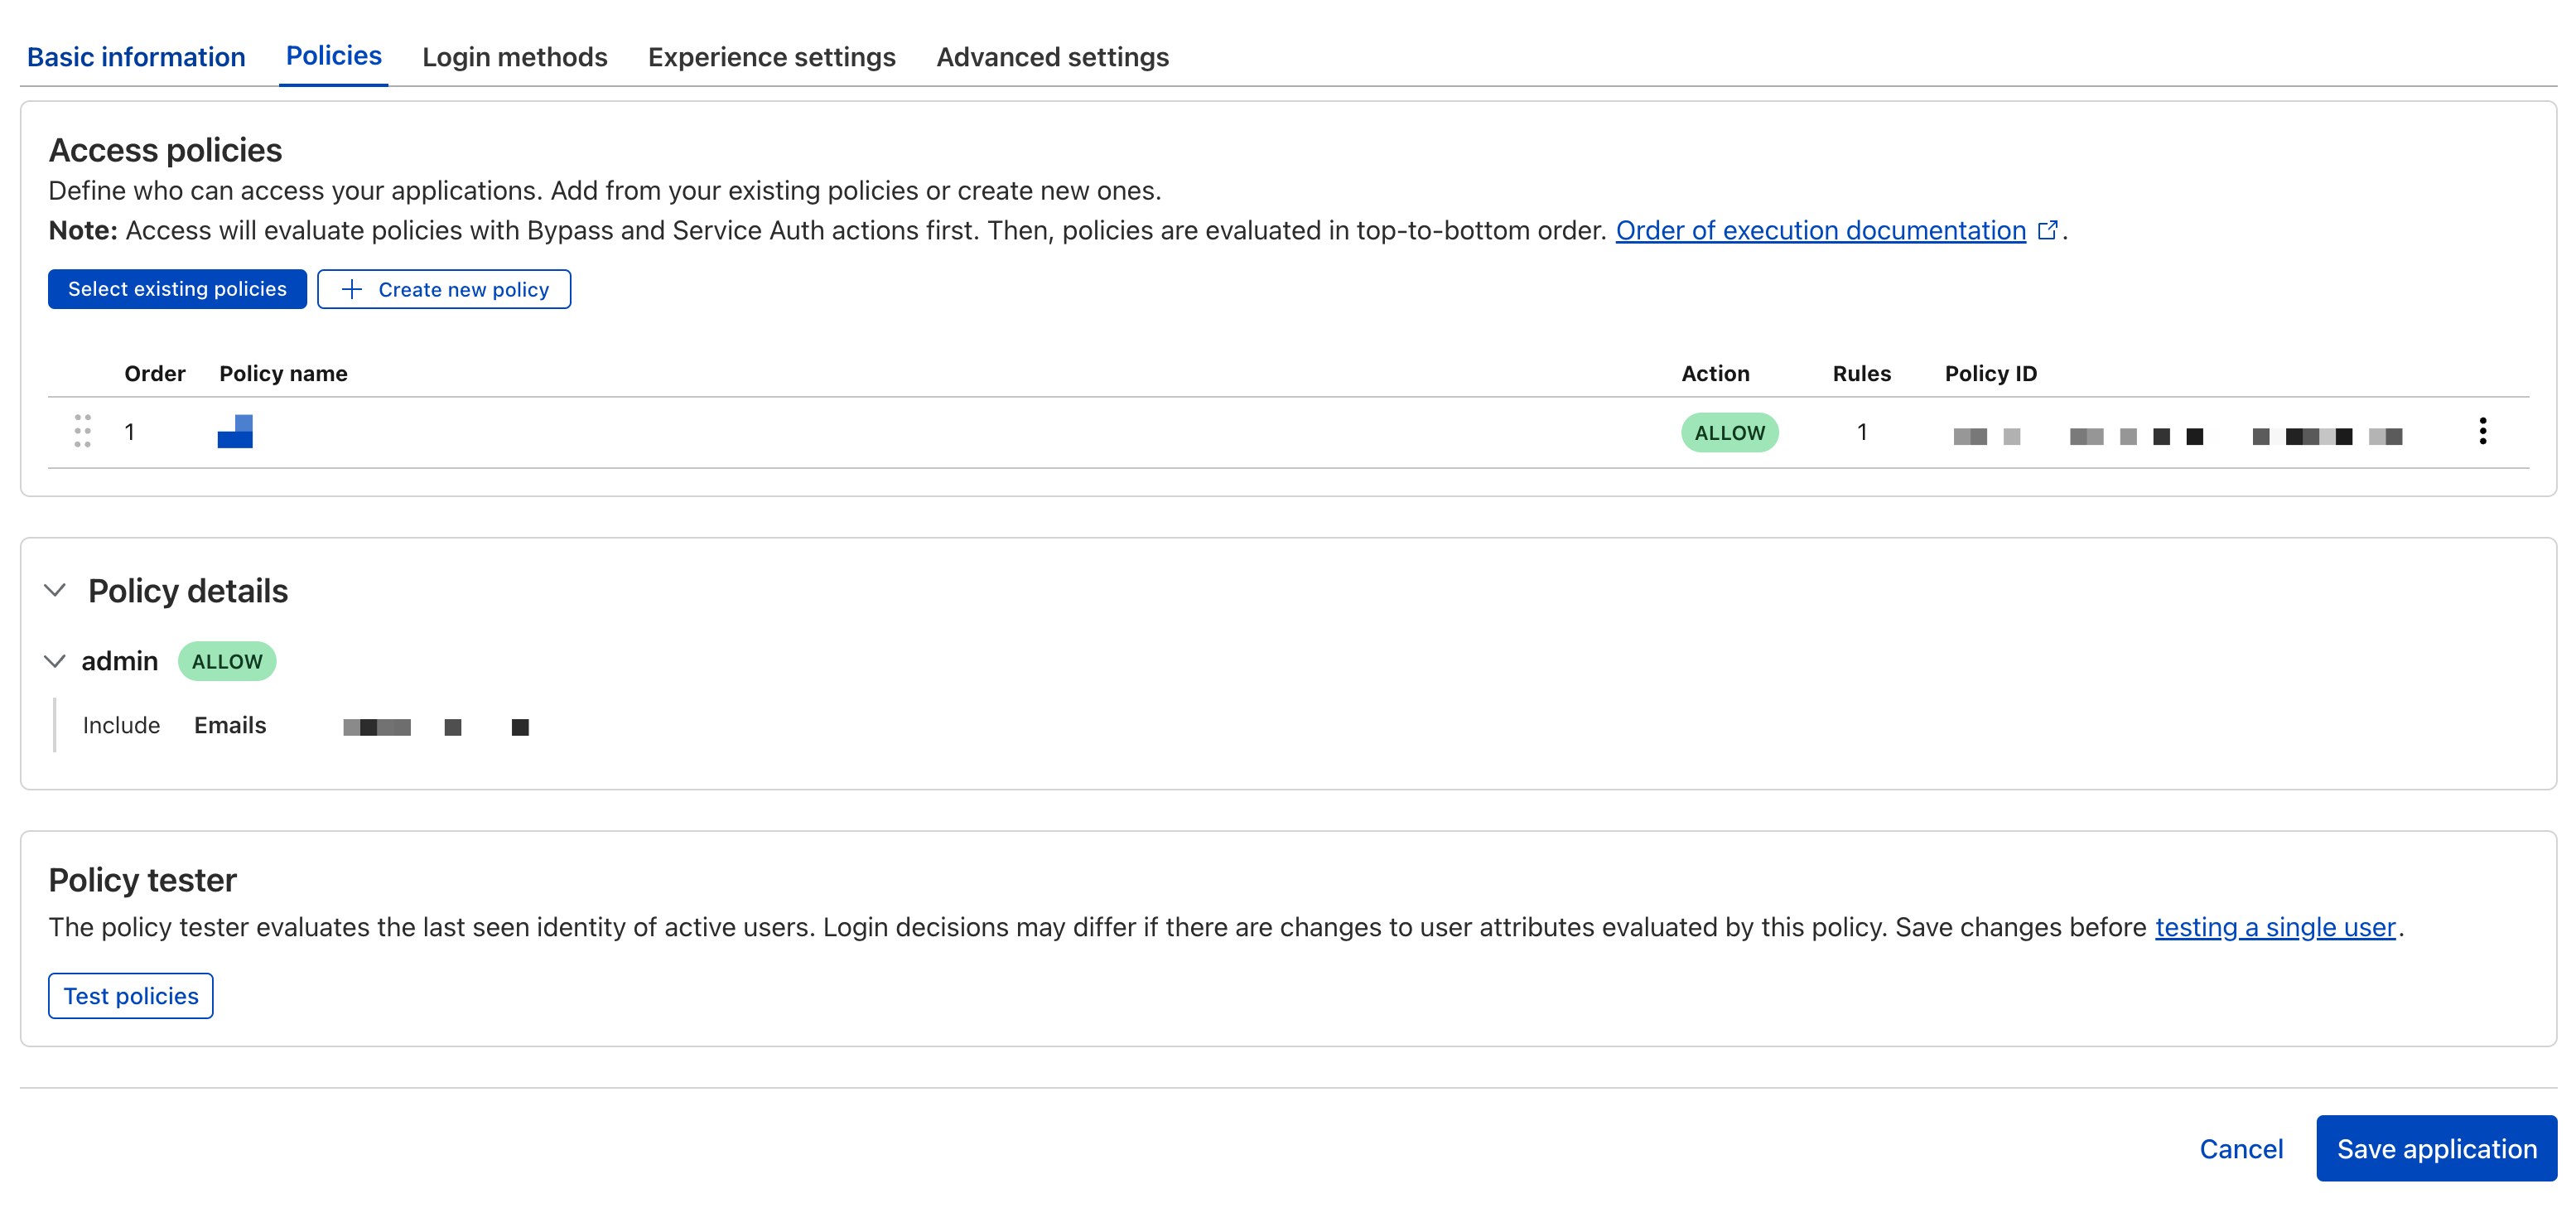 Basic information Policies Login methods Experience settings Advanced settings
Access policies
Define who can access your applications. Add from your existing policies or create new ones.
Note: Access will evaluate policies with Bypass and Service Auth actions first. Then, policies are evaluated in top-to-bottom order. Order of execution documentation.
Select existing policies + Create new policy
Order Policy name Action Rules Policy ID
1 ALLOW 1
Policy details
admin ALLOW
Include Emails
Policy tester
The policy tester evaluates the last seen identity of active users. Login decisions may differ if there are changes to user attributes evaluated by this policy. Save changes before testing a single user.
Test policies
Cancel Save application